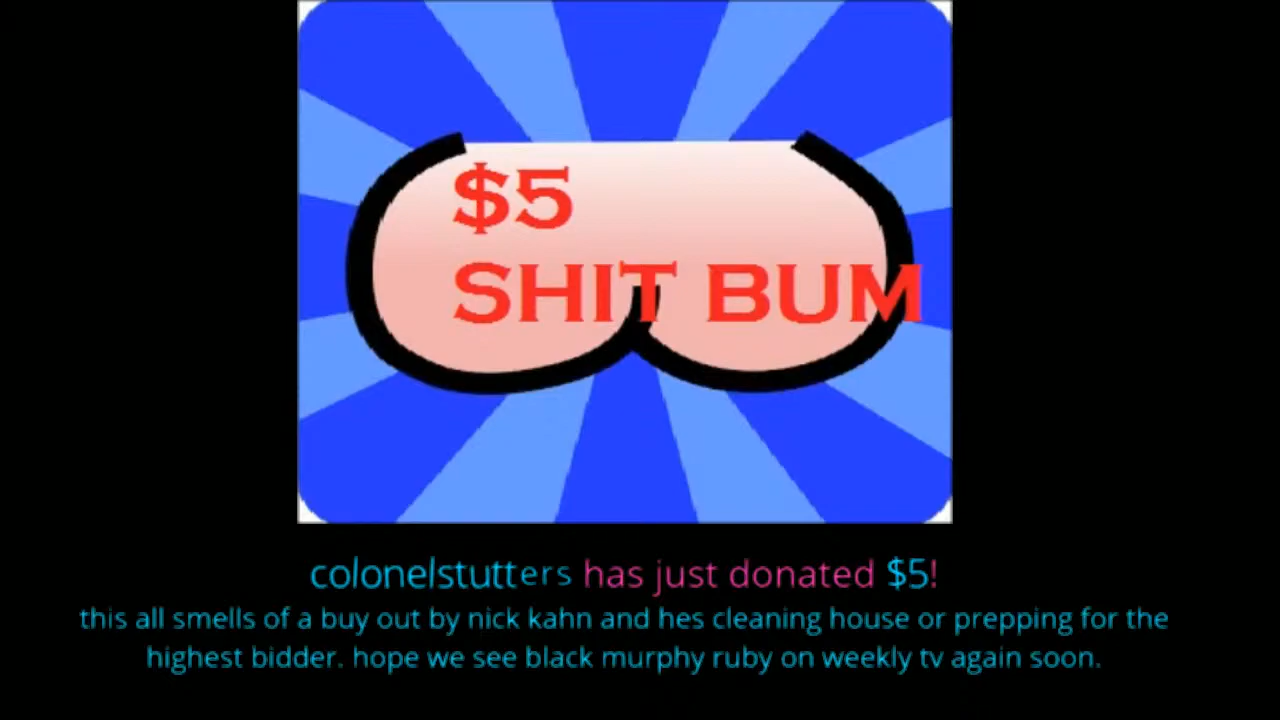 $5
SHIT BUM
colonelstutters has just donated $5!
this all smells of a buy out by nick kahn and hes cleaning house or prepping for the
highest bidder. hope we see black murphy ruby on weekly tv again soon.